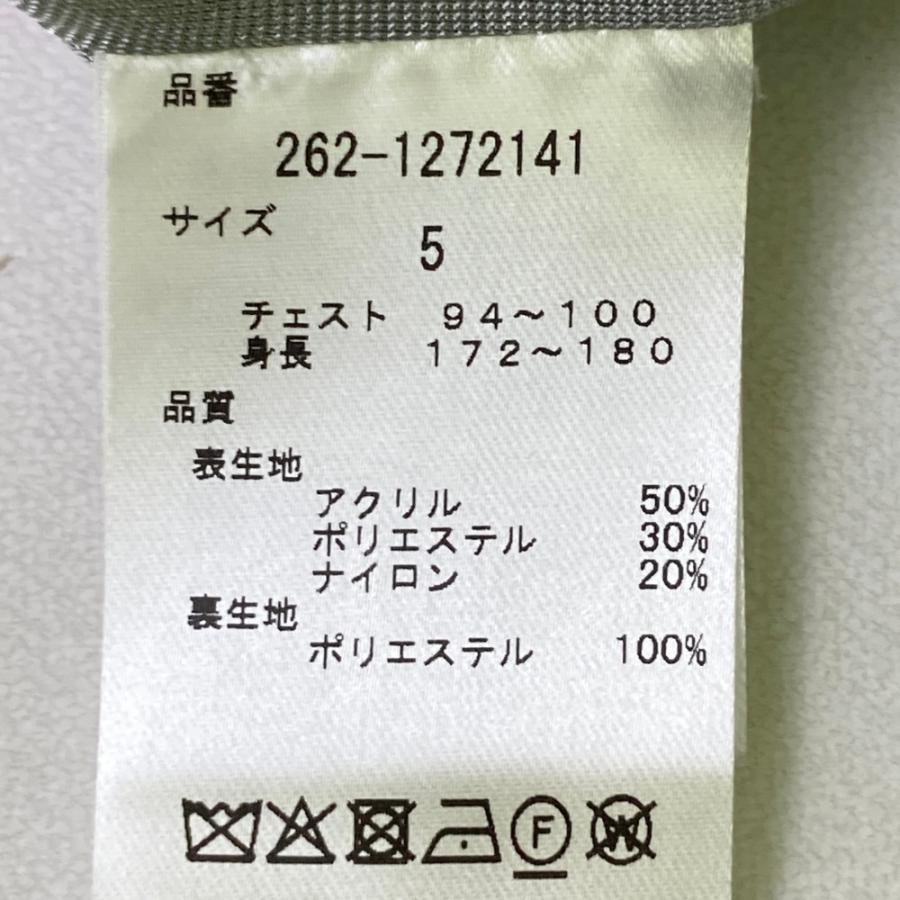 品番
262-1272141
サイズ
5
チェスト 94～100
身長 172～180
品質
表生地
アクリル 50%
ポリエステル 30%
ナイロン 20%
裏生地
ポリエステル 100%
F W